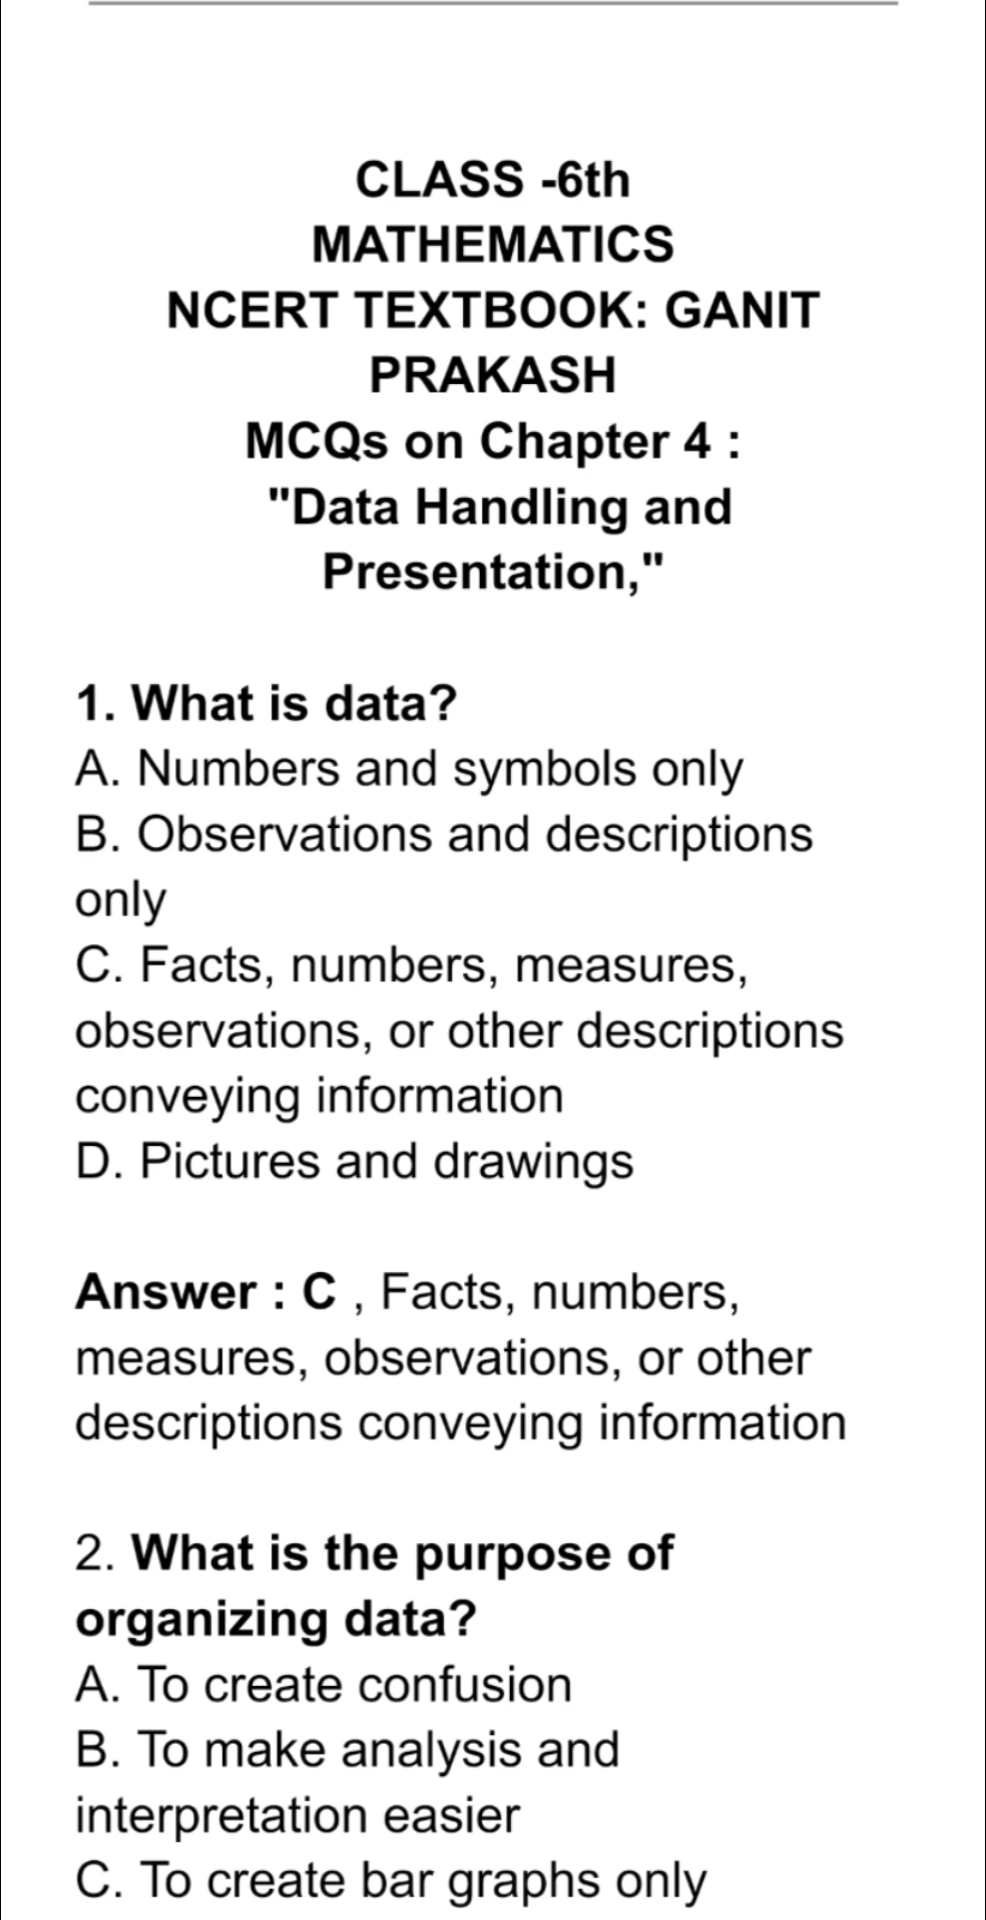 CLASS -6th
MATHEMATICS
NCERT TEXTBOOK: GANIT
PRAKASH
MCQs on Chapter 4 :
"Data Handling and
Presentation,"
1. What is data?
A. Numbers and symbols only
B. Observations and descriptions
only
C. Facts, numbers, measures,
observations, or other descriptions
conveying information
D. Pictures and drawings
Answer : C , Facts, numbers,
measures, observations, or other
descriptions conveying information
2. What is the purpose of
organizing data?
A. To create confusion
B. To make analysis and
interpretation easier
C. To create bar graphs only